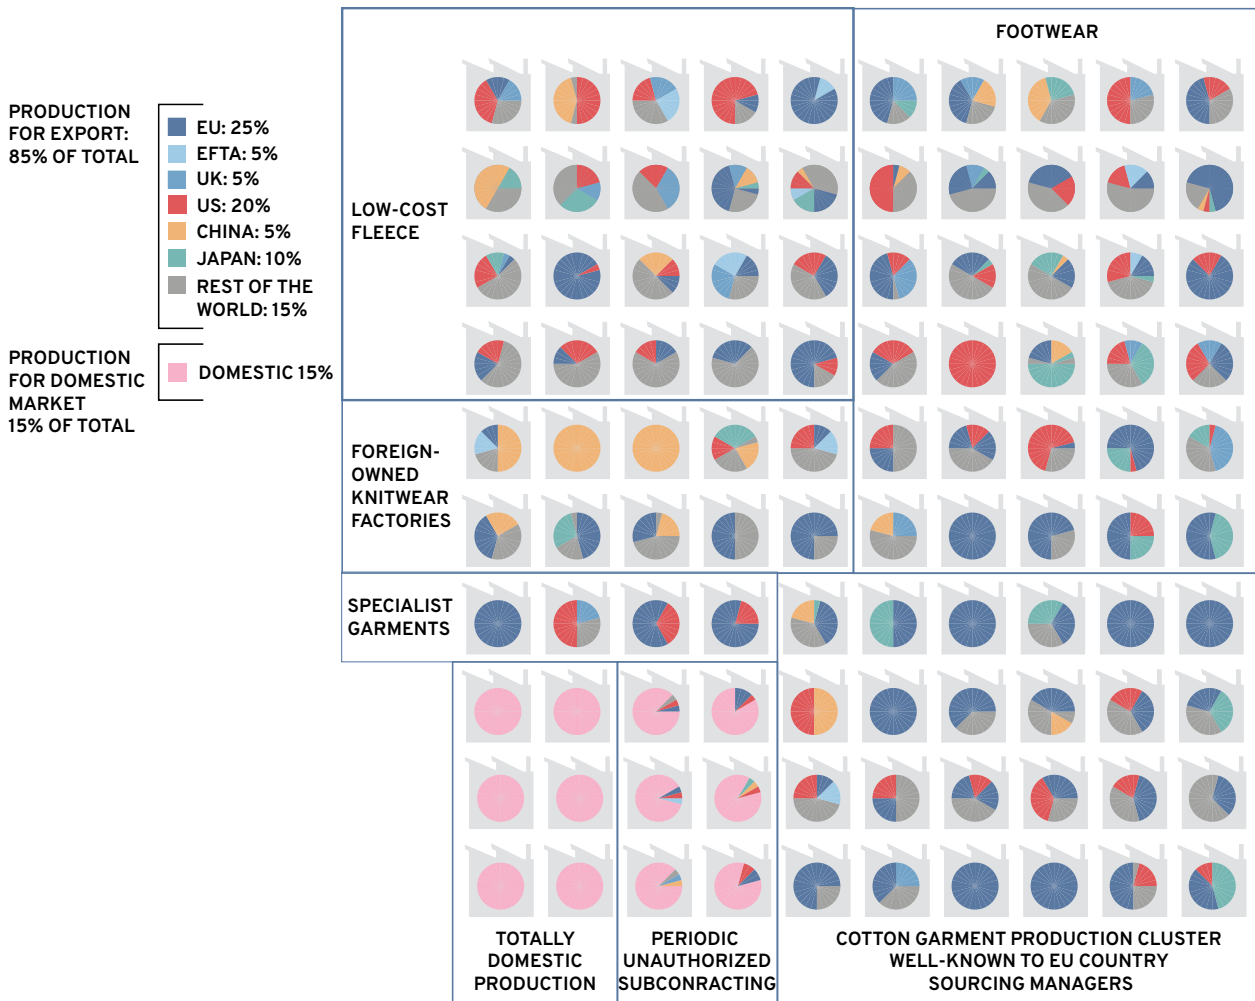 PRODUCTION
FOR EXPORT:
85% OF TOTAL
EU: 25%
EFTA: 5%
UK: 5%
US: 20%
CHINA: 5%
JAPAN: 10%
REST OF THE
WORLD: 15%
PRODUCTION
FOR DOMESTIC
MARKET
15% OF TOTAL
DOMESTIC 15%
LOW-COST
FLEECE
FOOTWEAR
FOREIGN-
OWNED
KNITWEAR
FACTORIES
SPECIALIST
GARMENTS
TOTALLY
DOMESTIC
PRODUCTION
PERIODIC
UNAUTHORIZED
SUBCONRACTING
COTTON GARMENT PRODUCTION CLUSTER
WELL-KNOWN TO EU COUNTRY
SOURCING MANAGERS